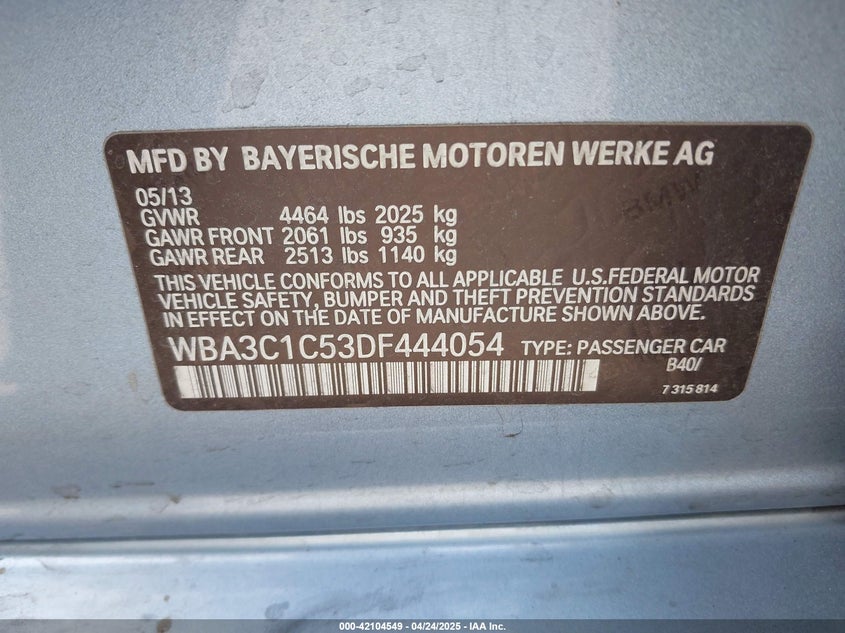 MFD BY BAYERISCHE MOTOREN WERKE AG
05/13
GVWR 4464 lbs 2025 kg
GAWR FRONT 2061 lbs 935 kg
GAWR REAR 2513 lbs 1140 kg
THIS VEHICLE CONFORMS TO ALL APPLICABLE U.S.FEDERAL MOTOR
VEHICLE SAFETY, BUMPER AND THEFT PREVENTION STANDARDS
IN EFFECT ON THE DATE OF MANUFACTURE SHOWN ABOVE.
WBA3C1C53DF444054 TYPE: PASSENGER CAR
B40/
7 315 814
BMW
000-42104549 - 04/24/2025 - IAA Inc.